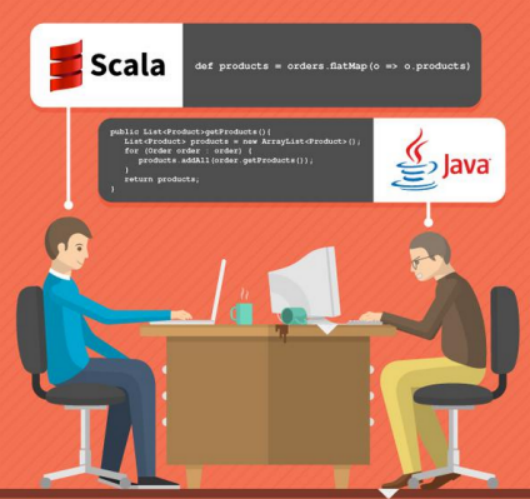 Scala
def products = orders.flatMap(o => o.products)
public List<Product>getProducts(){
List<Product> products = new ArrayList<Product>();
for (Order order : order) {
products.addAll(order.getProducts());
}
return products;
}
Java